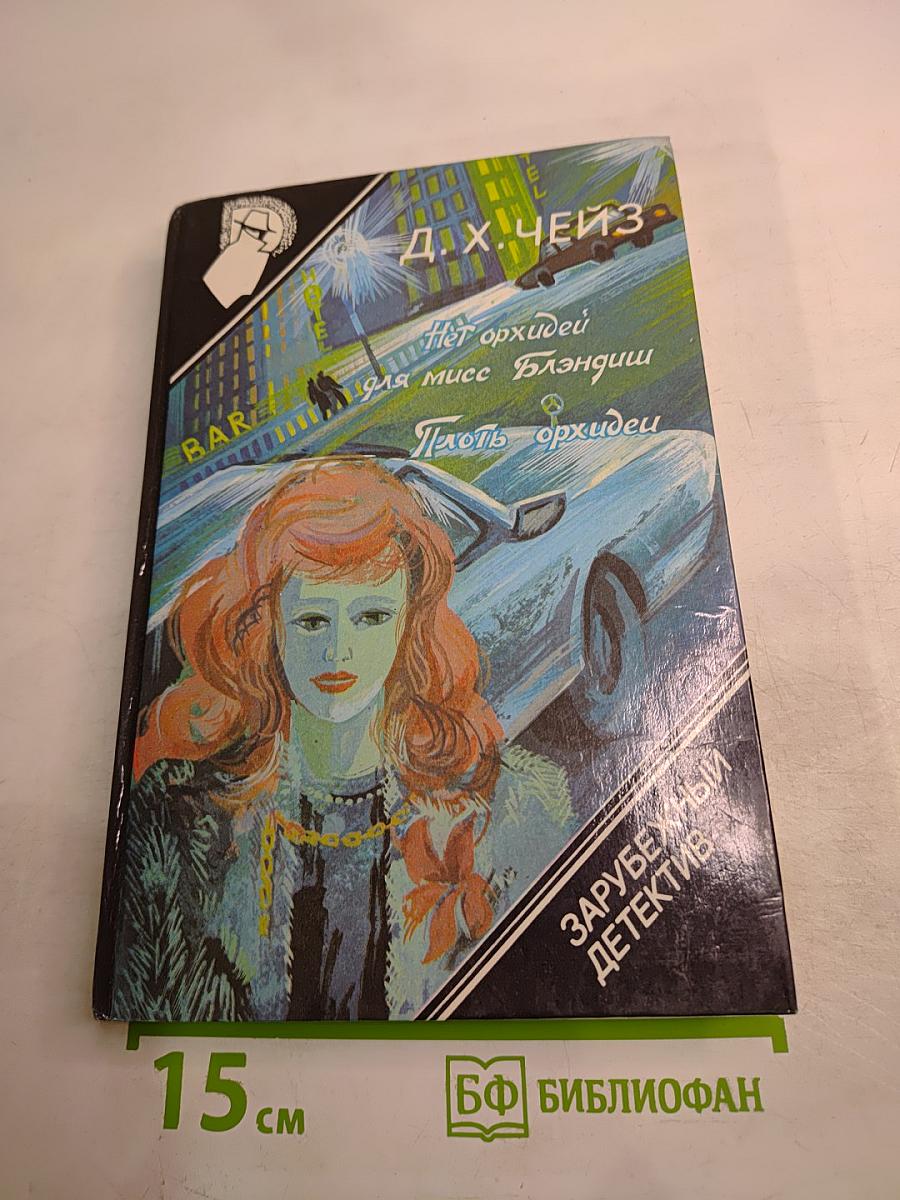 Д. Х. ЧЕЙЗ
TEL
HOTEL
Нет орхидей
для мисс Блэндиш
BAR
Плоть орхидеи
ЗАРУБЕЖНЫЙ
ДЕТЕКТИВ
15 см
БФ БИБЛИОФАН